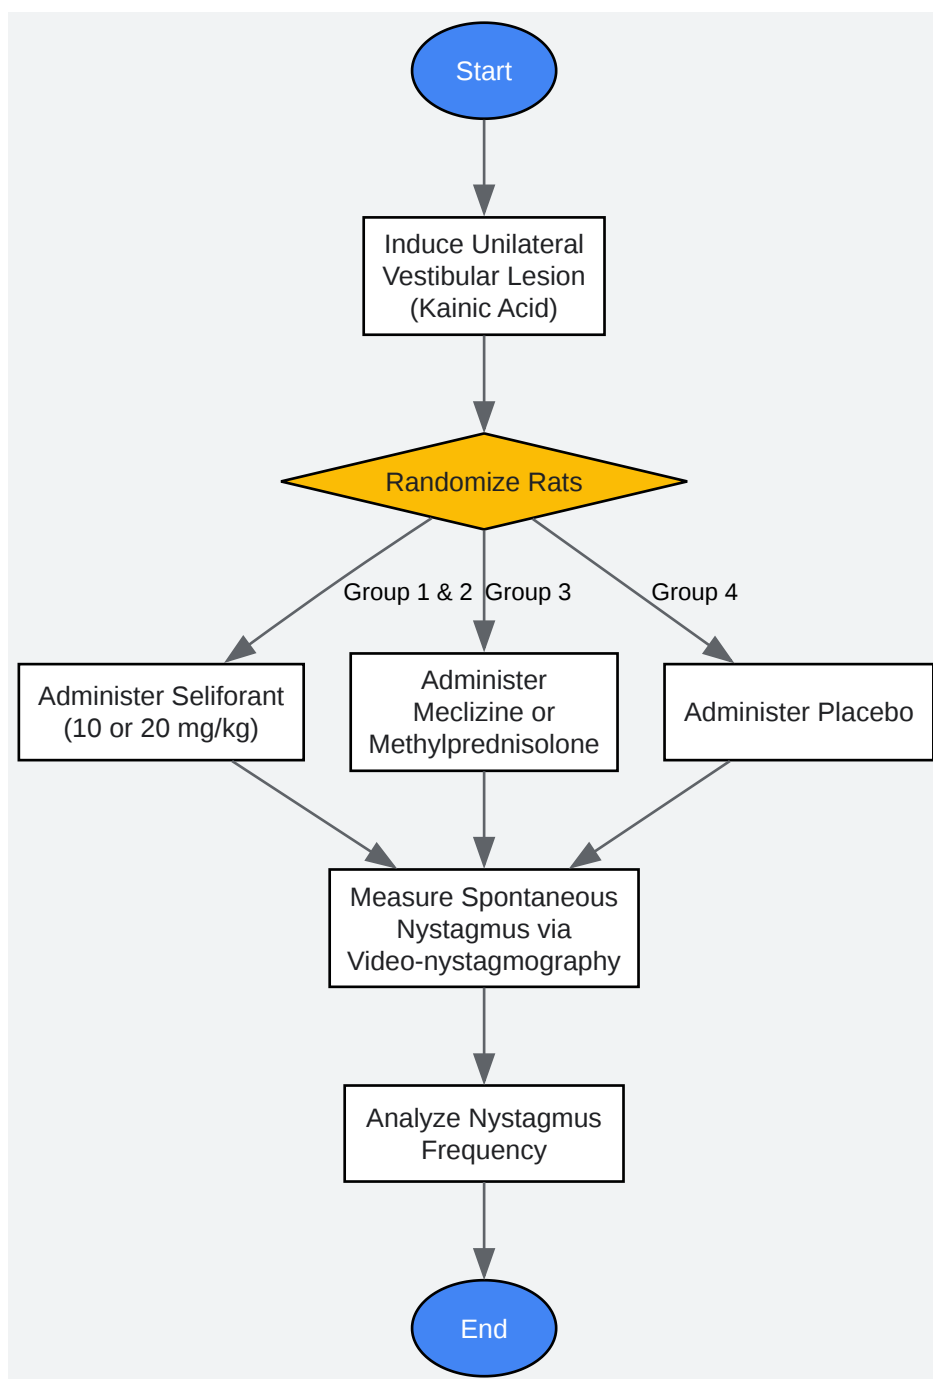 Start
Induce Unilateral
Vestibular Lesion
(Kainic Acid)
Randomize Rats
Group 1 & 2
Group 3
Group 4
Administer Seliforant
(10 or 20 mg/kg)
Administer
Meclizine or
Methylprednisolone
Administer Placebo
Measure Spontaneous
Nystagmus via
Video-nystagmography
Analyze Nystagmus
Frequency
End